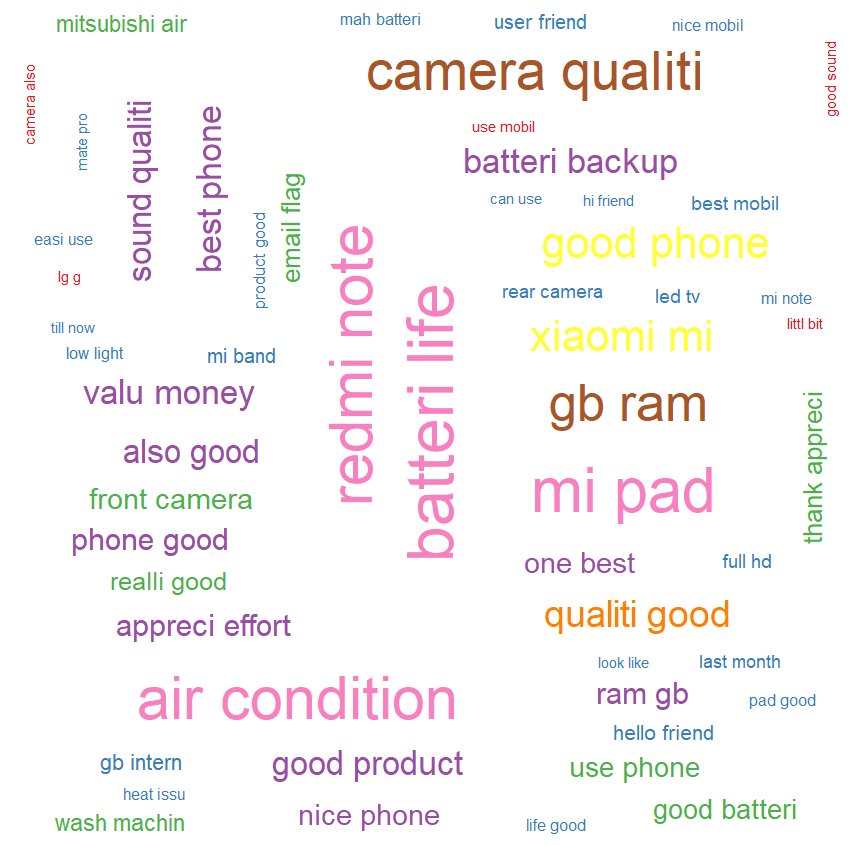 mitsubishi air
mah batteri
user friend
nice mobil
camera qualiti
good sound
camera also
mate pro
sound qualiti
best phone
use mobil
batteri backup
email flag
product good
can use
hi friend
best mobil
easi use
good phone
redmi note
lg g
batteri life
rear camera
led tv
mi note
till now
littl bit
low light
mi band
xiaomi mi
valu money
gb ram
thank appreci
also good
front camera
mi pad
phone good
one best
full hd
realli good
appreci effort
qualiti good
look like
last month
air condition
ram gb
pad good
hello friend
gb intern
good product
use phone
heat issu
wash machin
nice phone
good batteri
life good